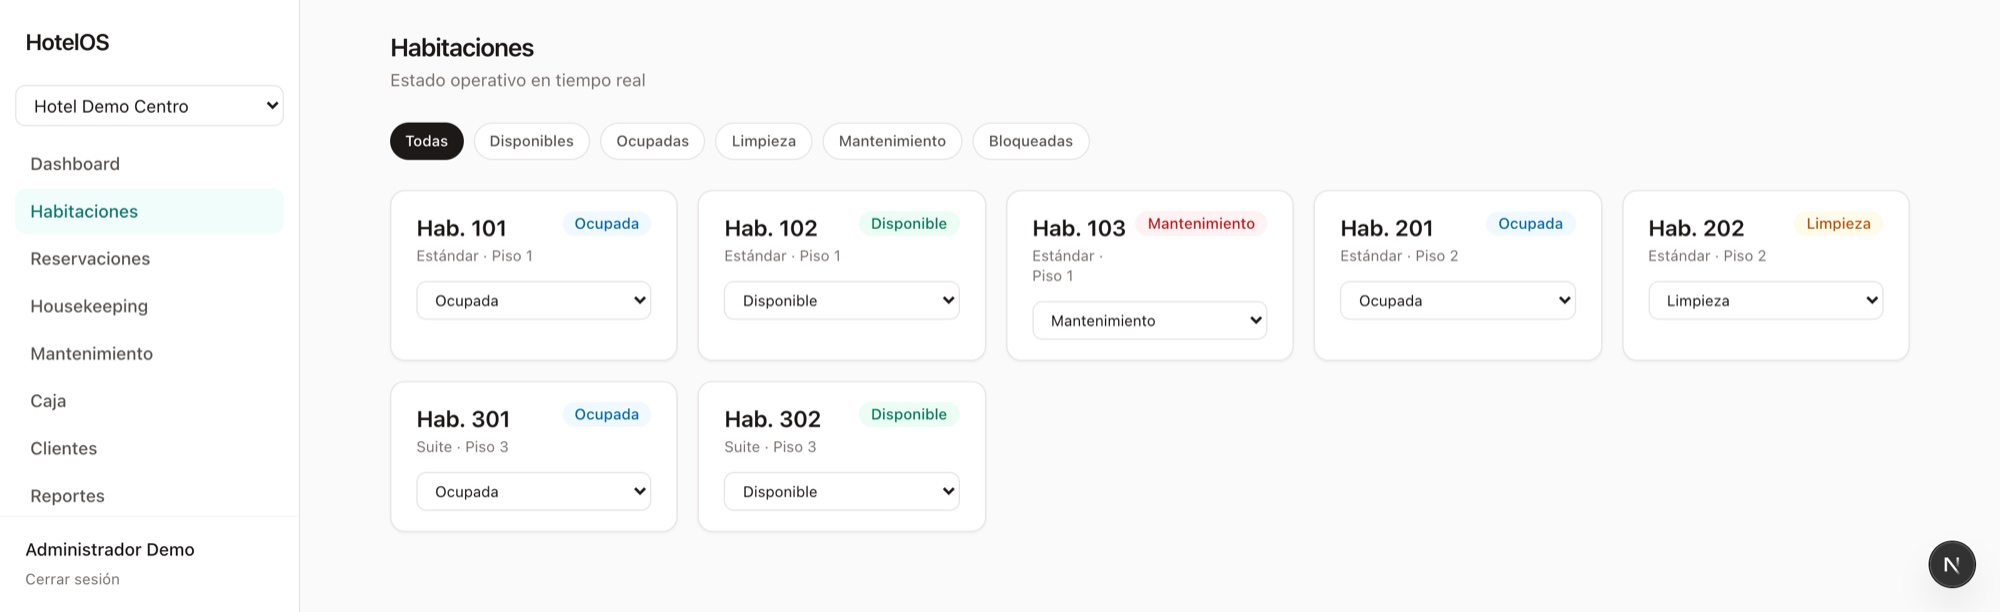 HotelOS
Hotel Demo Centro
Dashboard
Habitaciones
Reservaciones
Housekeeping
Mantenimiento
Caja
Clientes
Reportes
Administrador Demo
Cerrar sesión
Habitaciones
Estado operativo en tiempo real
Todas Disponibles Ocupadas Limpieza Mantenimiento Bloqueadas
Hab. 101 Ocupada
Estándar · Piso 1
Ocupada
Hab. 102 Disponible
Estándar · Piso 1
Disponible
Hab. 103 Mantenimiento
Estándar ·
Piso 1
Mantenimiento
Hab. 201 Ocupada
Estándar · Piso 2
Ocupada
Hab. 202 Limpieza
Estándar · Piso 2
Limpieza
Hab. 301 Ocupada
Suite · Piso 3
Ocupada
Hab. 302 Disponible
Suite · Piso 3
Disponible
N